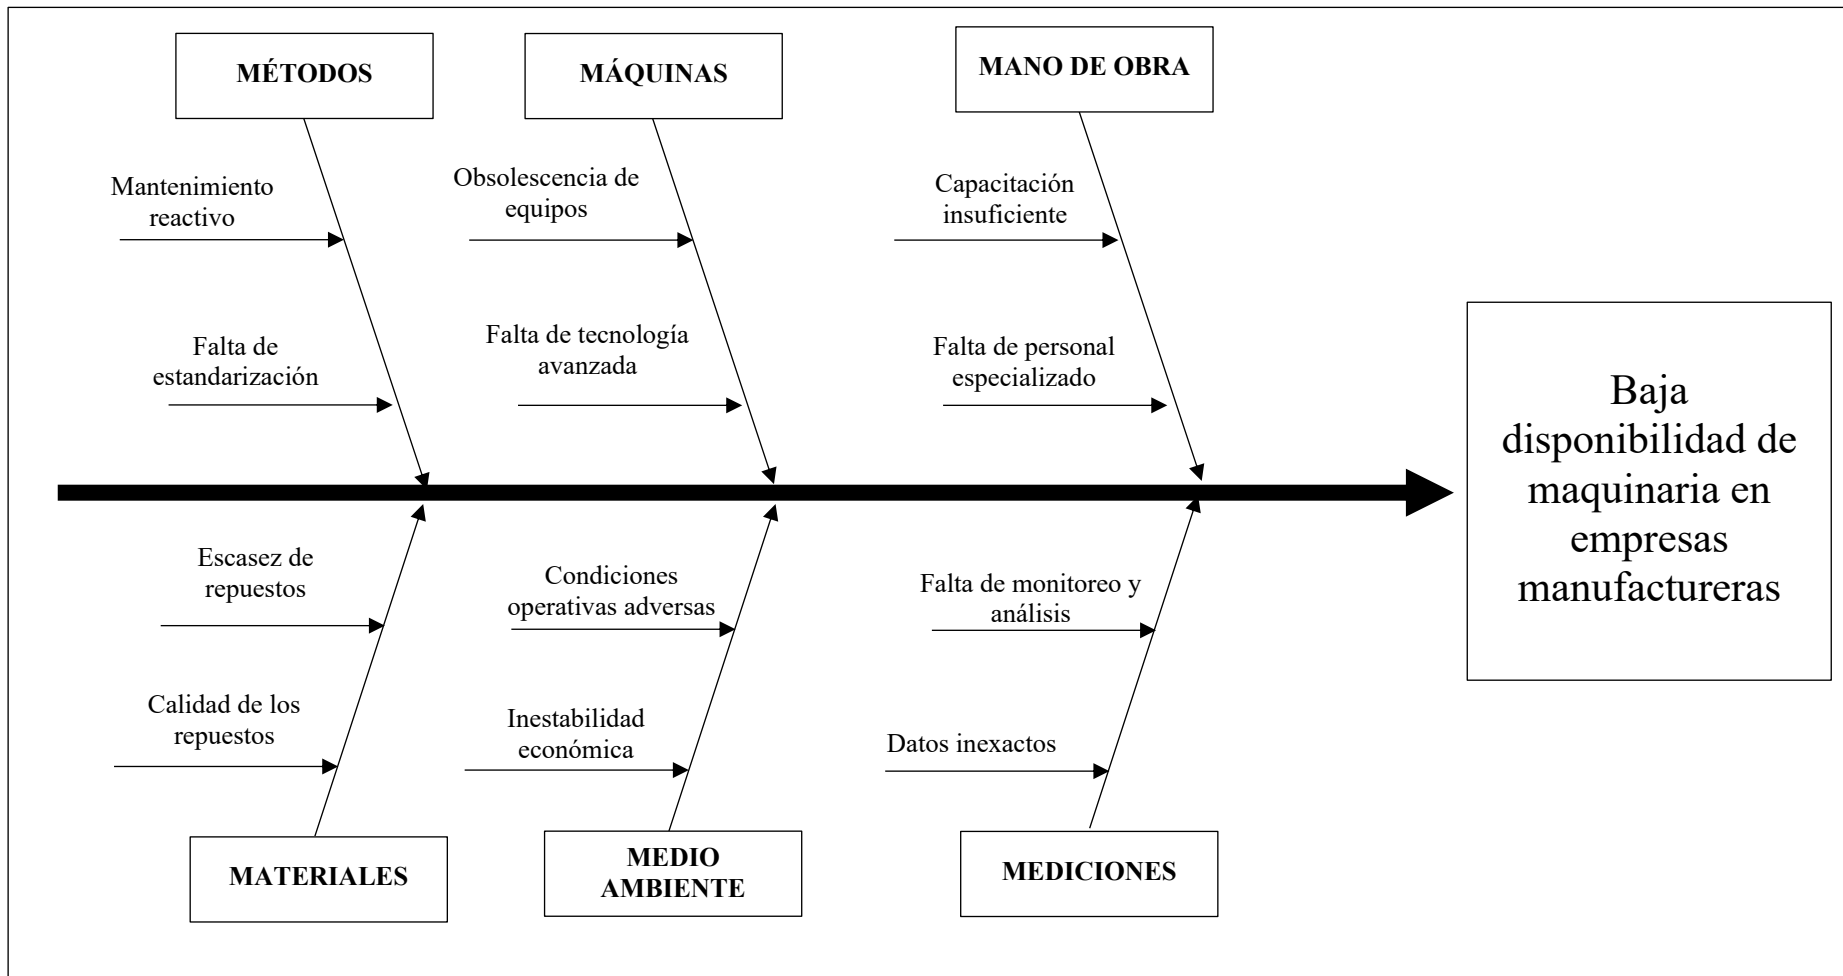 MÉTODOS
MÁQUINAS
MANO DE OBRA
Mantenimiento
reactivo
Obsolescencia de
equipos
Capacitación
insuficiente
Falta de
estandarización
Falta de tecnología
avanzada
Falta de personal
especializado
Baja
disponibilidad de
maquinaria en
empresas
manufactureras
Escasez de
repuestos
Condiciones
operativas adversas
Falta de monitoreo y
análisis
Calidad de los
repuestos
Inestabilidad
económica
Datos inexactos
MATERIALES
MEDIO
AMBIENTE
MEDICIONES